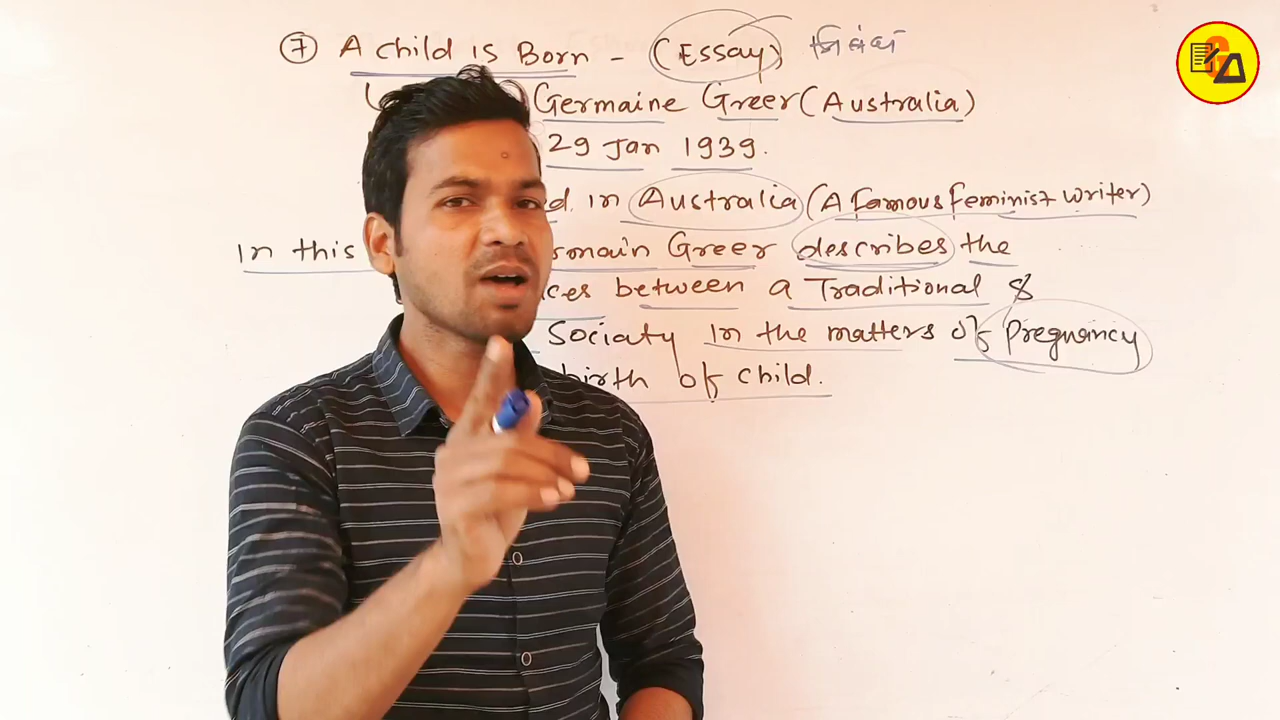 ⑦ A child is Born - (Essay) निबंध
Germaine Greer (Australia)
29 Jan 1939.
d in Australia (A famous feminist writer)
In this main Greer describes the
ces between a Traditional &
Sociaty in the matters of pregnancy
birth of child.